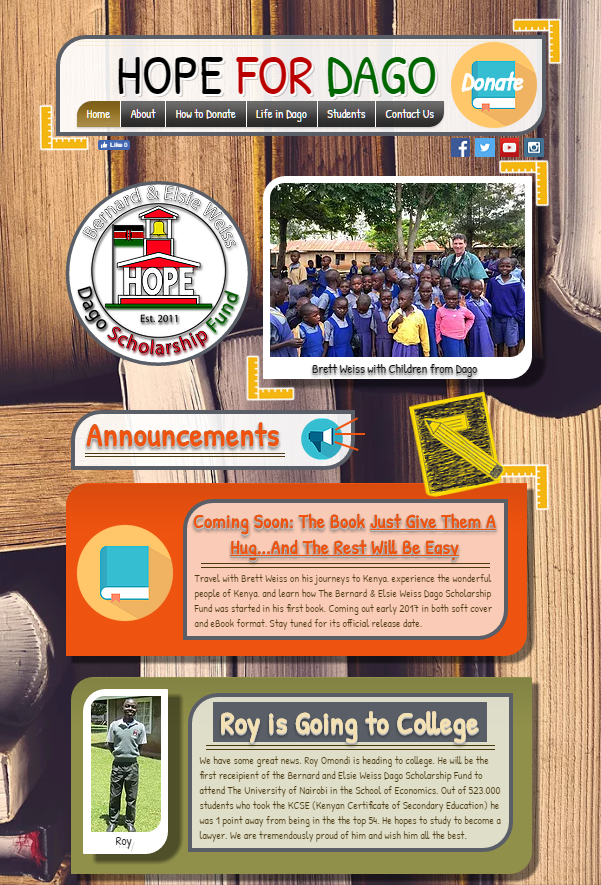 HOPE FOR DAGO
Donate
Home About How to Donate Life in Dago Students Contact Us
Like 0
Bernard & Elsie Weiss
HOPE
Est. 2011
Dago Scholarship Fund
Brett Weiss with Children from Dago
Announcements
Coming Soon: The Book Just Give Them A
Hug...And The Rest Will Be Easy
Travel with Brett Weiss on his journeys to Kenya. experience the wonderful
people of Kenya. and learn how The Bernard & Elsie Weiss Dago Scholarship
Fund was started in his first book. Coming out early 2017 in both soft cover
and eBook format. Stay tuned for its official release date.
Roy is Going to College
We have some great news. Roy Omondi is heading to college. He will be the
first receipient of the Bernard and Elsie Weiss Dago Scholarship Fund to
attend The University of Nairobi in the School of Economics. Out of 523.000
students who took the KCSE (Kenyan Certificate of Secondary Education) he
was 1 point away from being in the the top 54. He hopes to study to become a
lawyer. We are tremendously proud of him and wish him all the best.
Roy